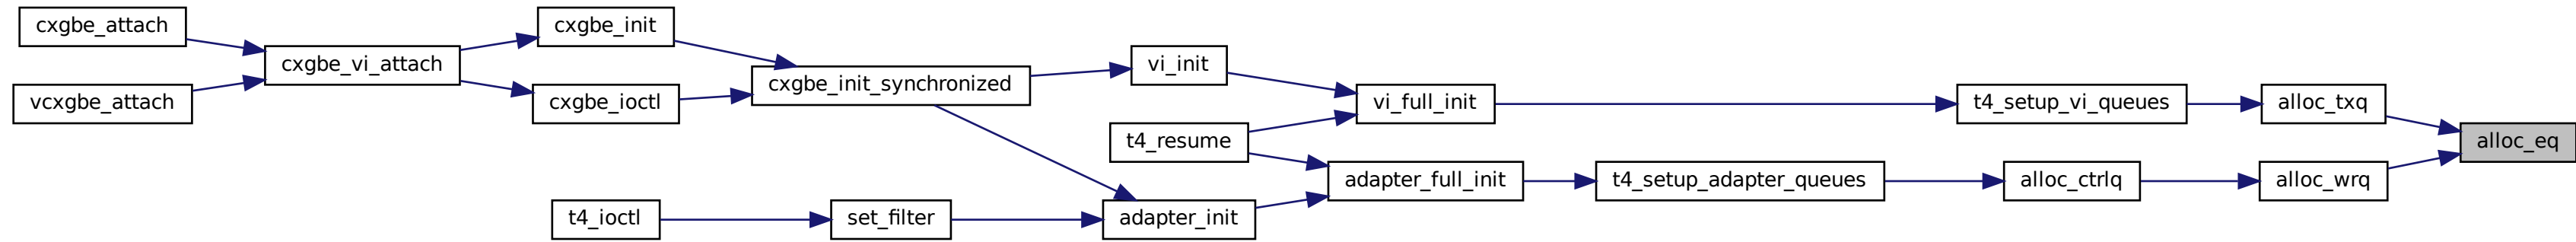 cxgbe_attach
vcxgbe_attach
cxgbe_vi_attach
cxgbe_init
cxgbe_ioctl
t4_ioctl
cxgbe_init_synchronized
set_filter
vi_init
t4_resume
adapter_init
vi_full_init
adapter_full_init
t4_setup_adapter_queues
t4_setup_vi_queues
alloc_ctrlq
alloc_txq
alloc_wrq
alloc_eq